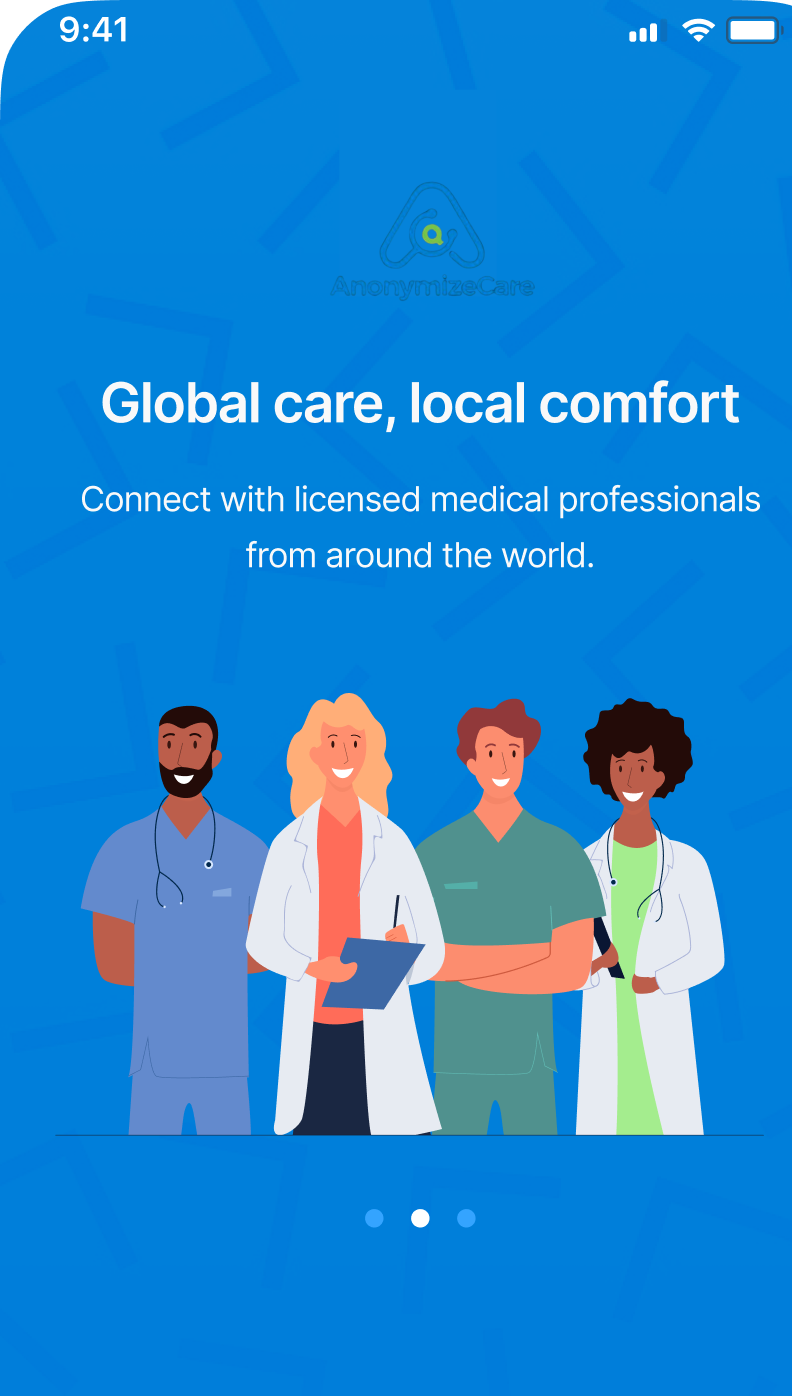 9:41
AnonymizeCare
Global care, local comfort
Connect with licensed medical professionals
from around the world.